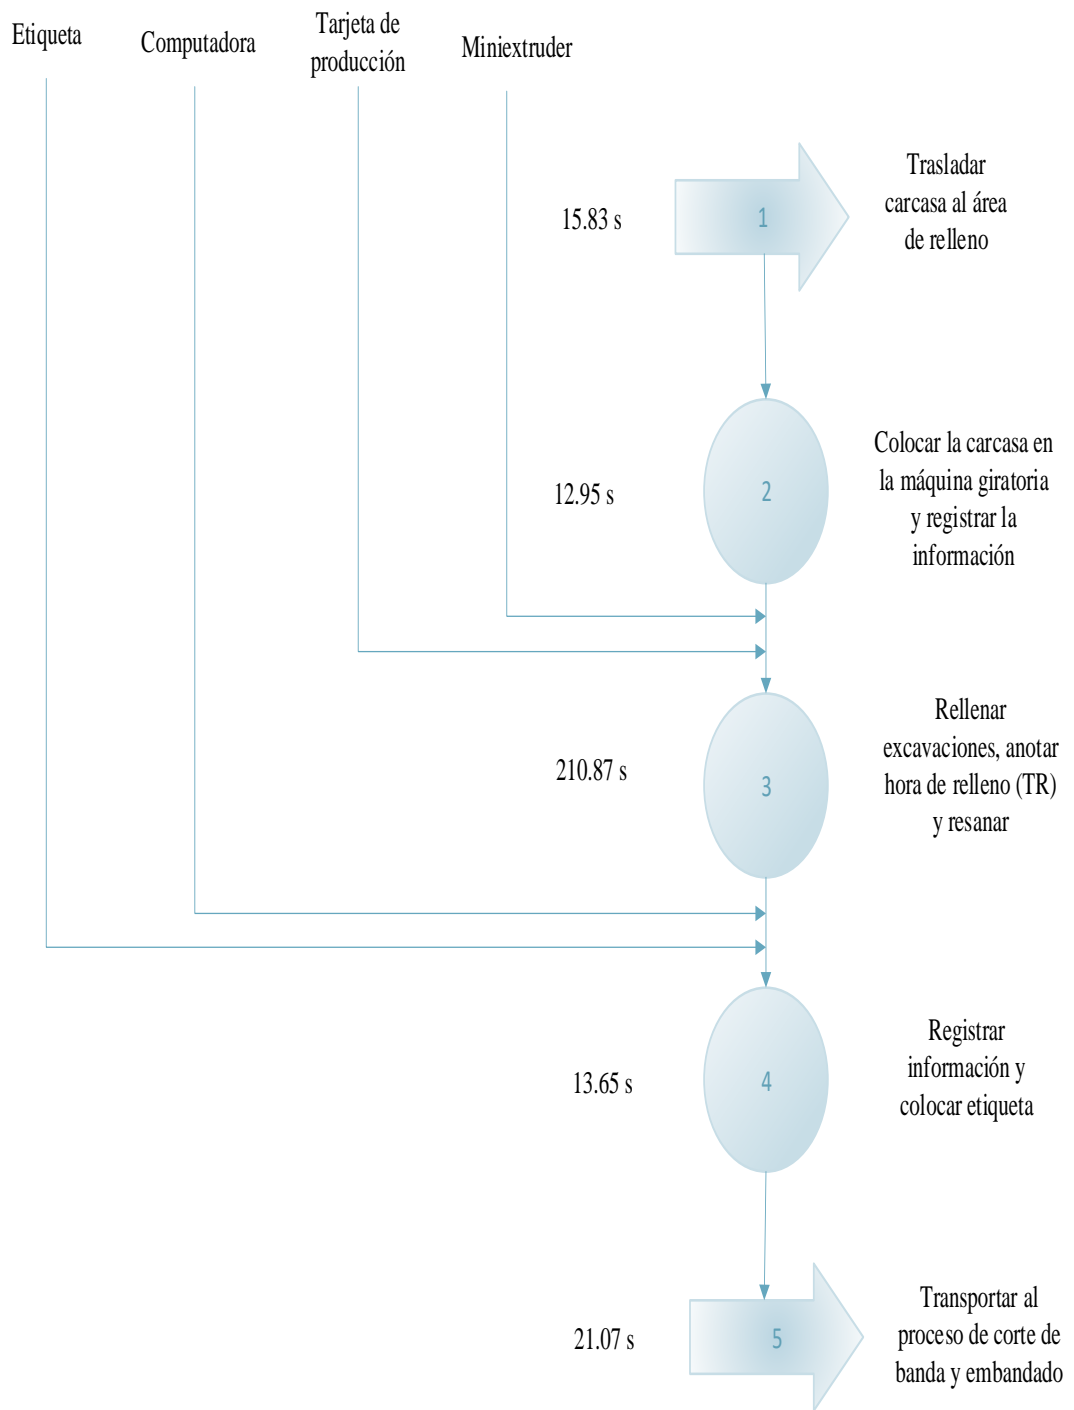 Etiqueta
Computadora
Tarjeta de
producción
Miniextruder
15.83 s
1
Trasladar
carcasa al área
de relleno
12.95 s
2
Colocar la carcasa en
la máquina giratoria
y registrar la
información
210.87 s
3
Rellenar
excavaciones, anotar
hora de relleno (TR)
y resanar
13.65 s
4
Registrar
información y
colocar etiqueta
21.07 s
5
Transportar al
proceso de corte de
banda y embandado